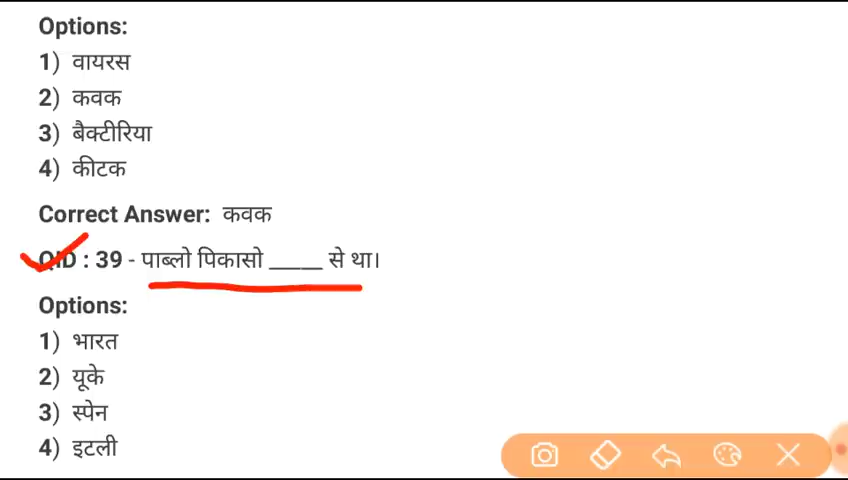 Options:
1) वायरस
2) कवक
3) बैक्टीरिया
4) कीटक
Correct Answer: कवक
QID : 39 - पाब्लो पिकासो _____ से था।
Options:
1) भारत
2) यूके
3) स्पेन
4) इटली